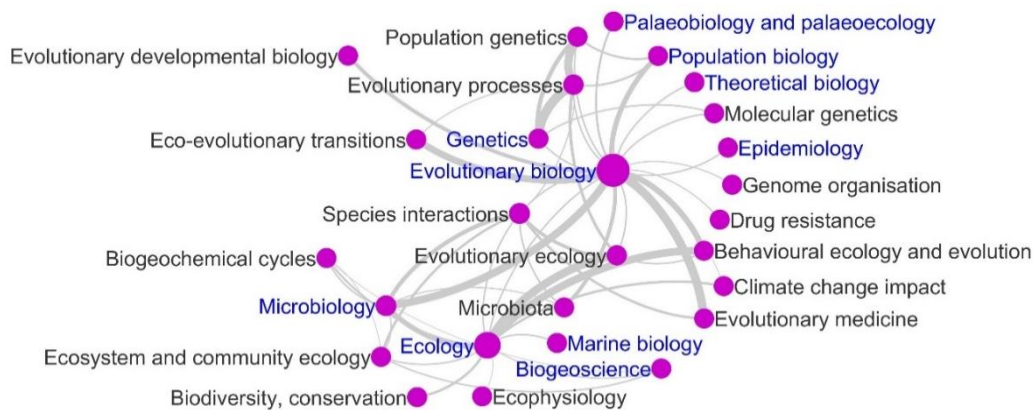 Palaeobiology and palaeoecology
Population genetics
Evolutionary developmental biology
Population biology
Evolutionary processes
Theoretical biology
Molecular genetics
Eco-evolutionary transitions
Genetics
Epidemiology
Evolutionary biology
Genome organisation
Species interactions
Drug resistance
Evolutionary ecology
Behavioural ecology and evolution
Biogeochemical cycles
Climate change impact
Microbiology
Microbiota
Evolutionary medicine
Ecology
Marine biology
Ecosystem and community ecology
Biogeoscience
Biodiversity, conservation
Ecophysiology